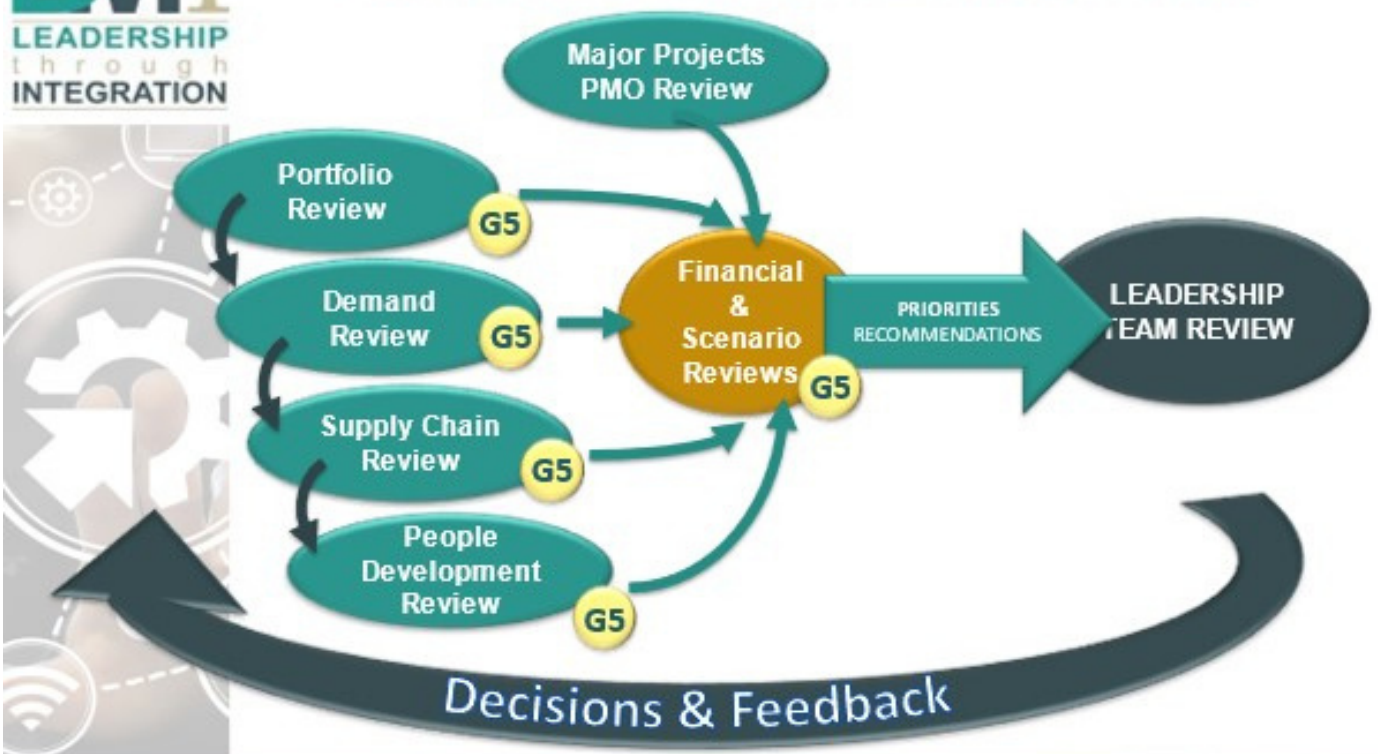 LEADERSHIP
through
INTEGRATION
Major Projects
PMO Review
Portfolio
Review
G5
Demand
Review
G5
Supply Chain
Review
G5
People
Development
Review
G5
Financial
&
Scenario
Reviews
G5
PRIORITIES
RECOMMENDATIONS
LEADERSHIP
TEAM REVIEW
Decisions & Feedback